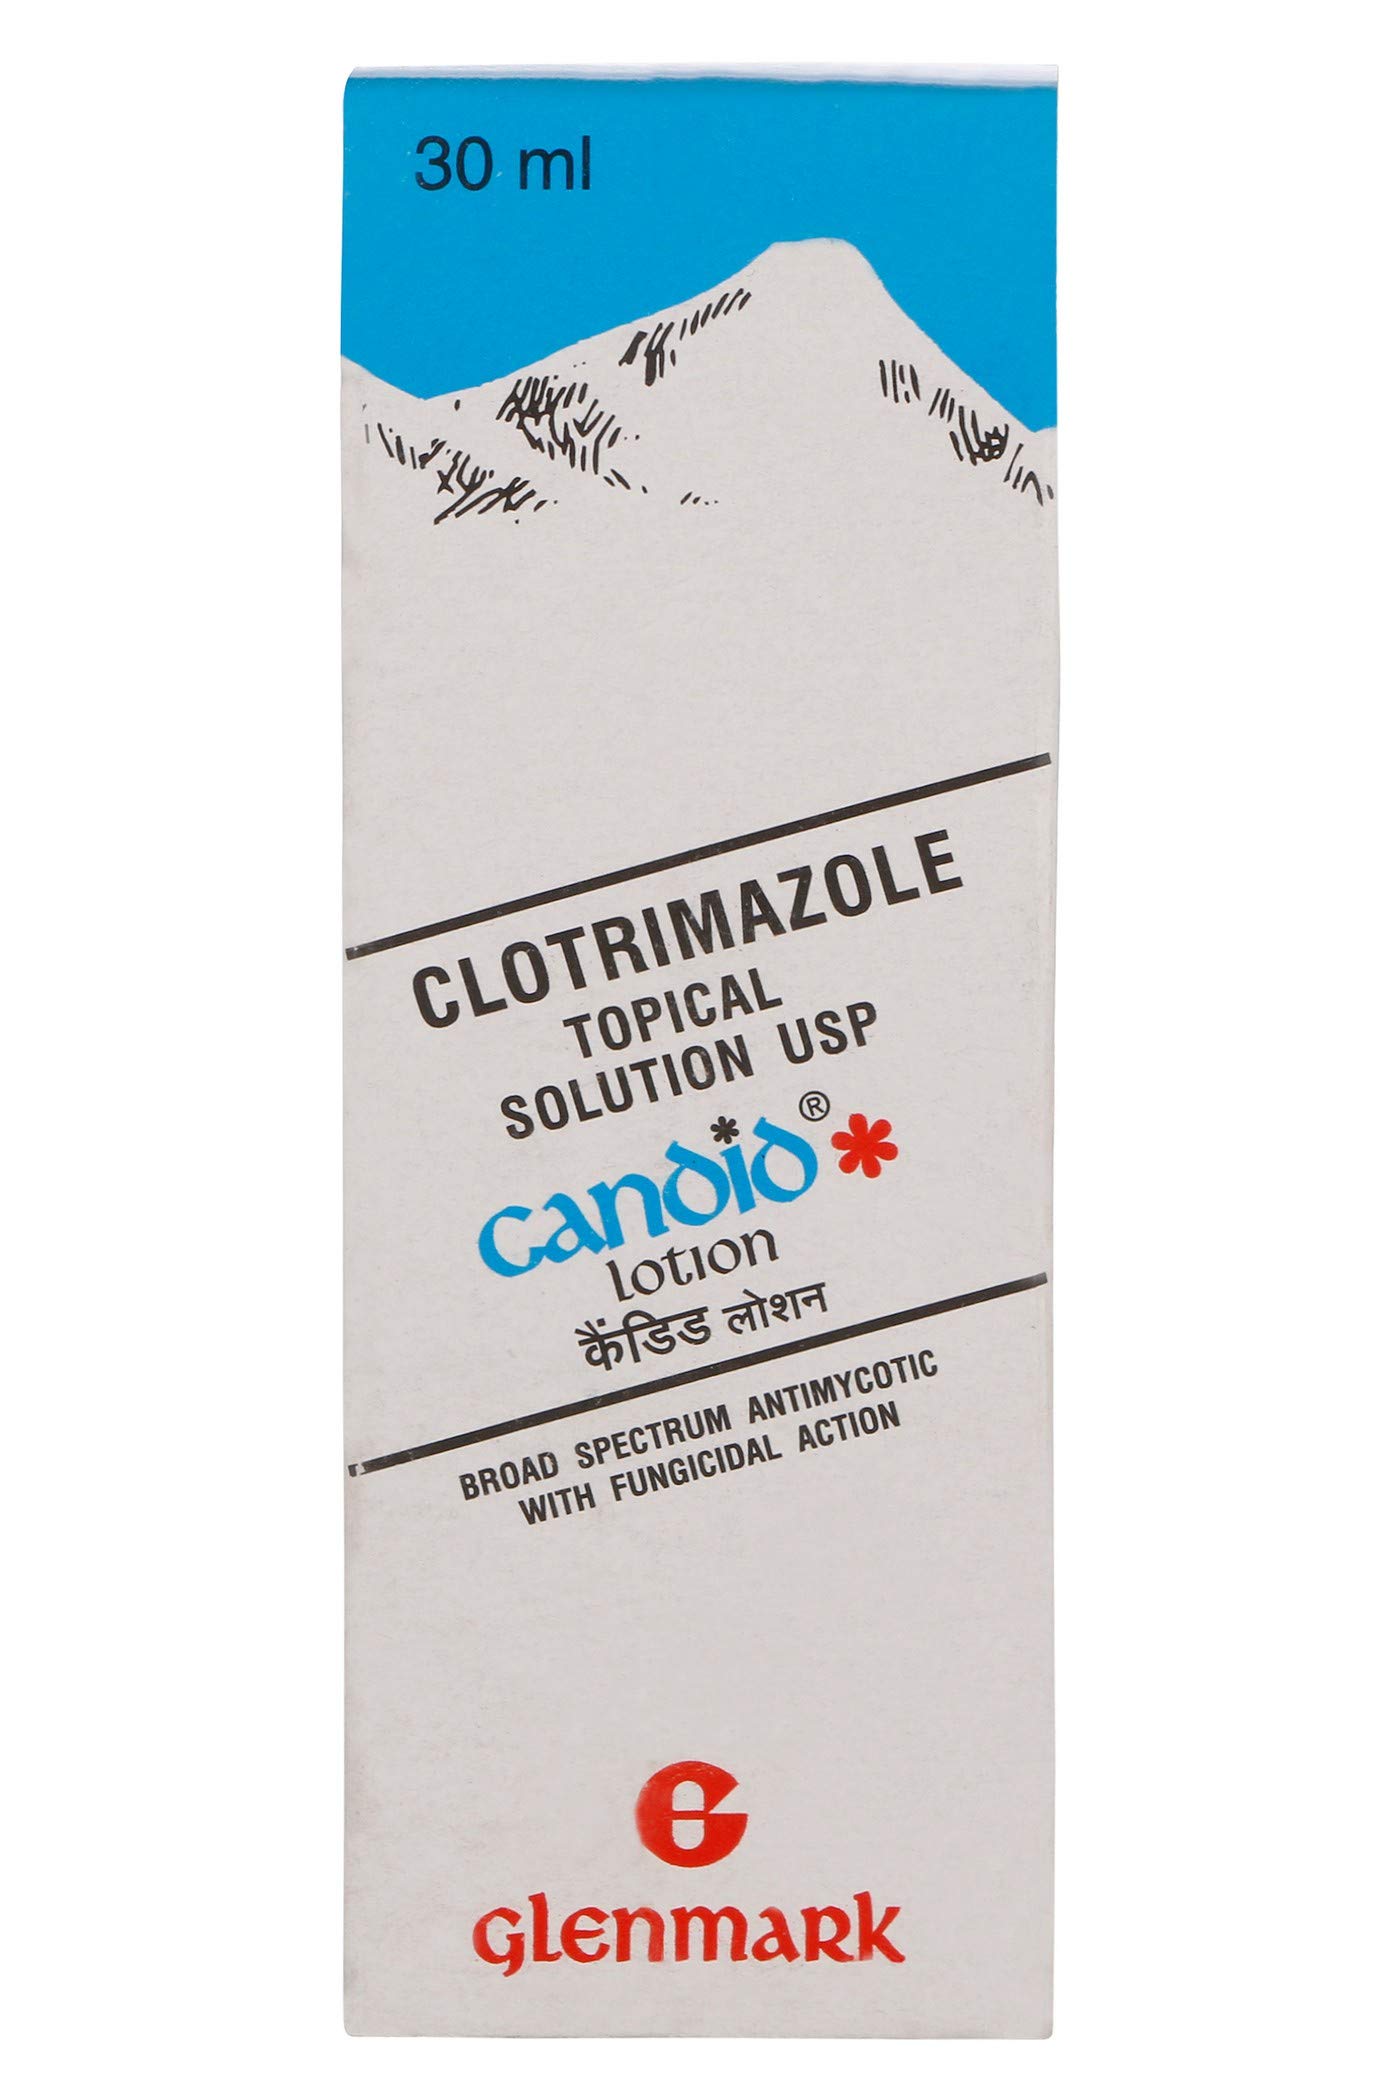 30 ml
CLOTRIMAZOLE
TOPICAL
SOLUTION USP
candid®*
lotion
कैंडिड लोशन
BROAD SPECTRUM ANTIMYCOTIC
WITH FUNGICIDAL ACTION
G
Glenmark